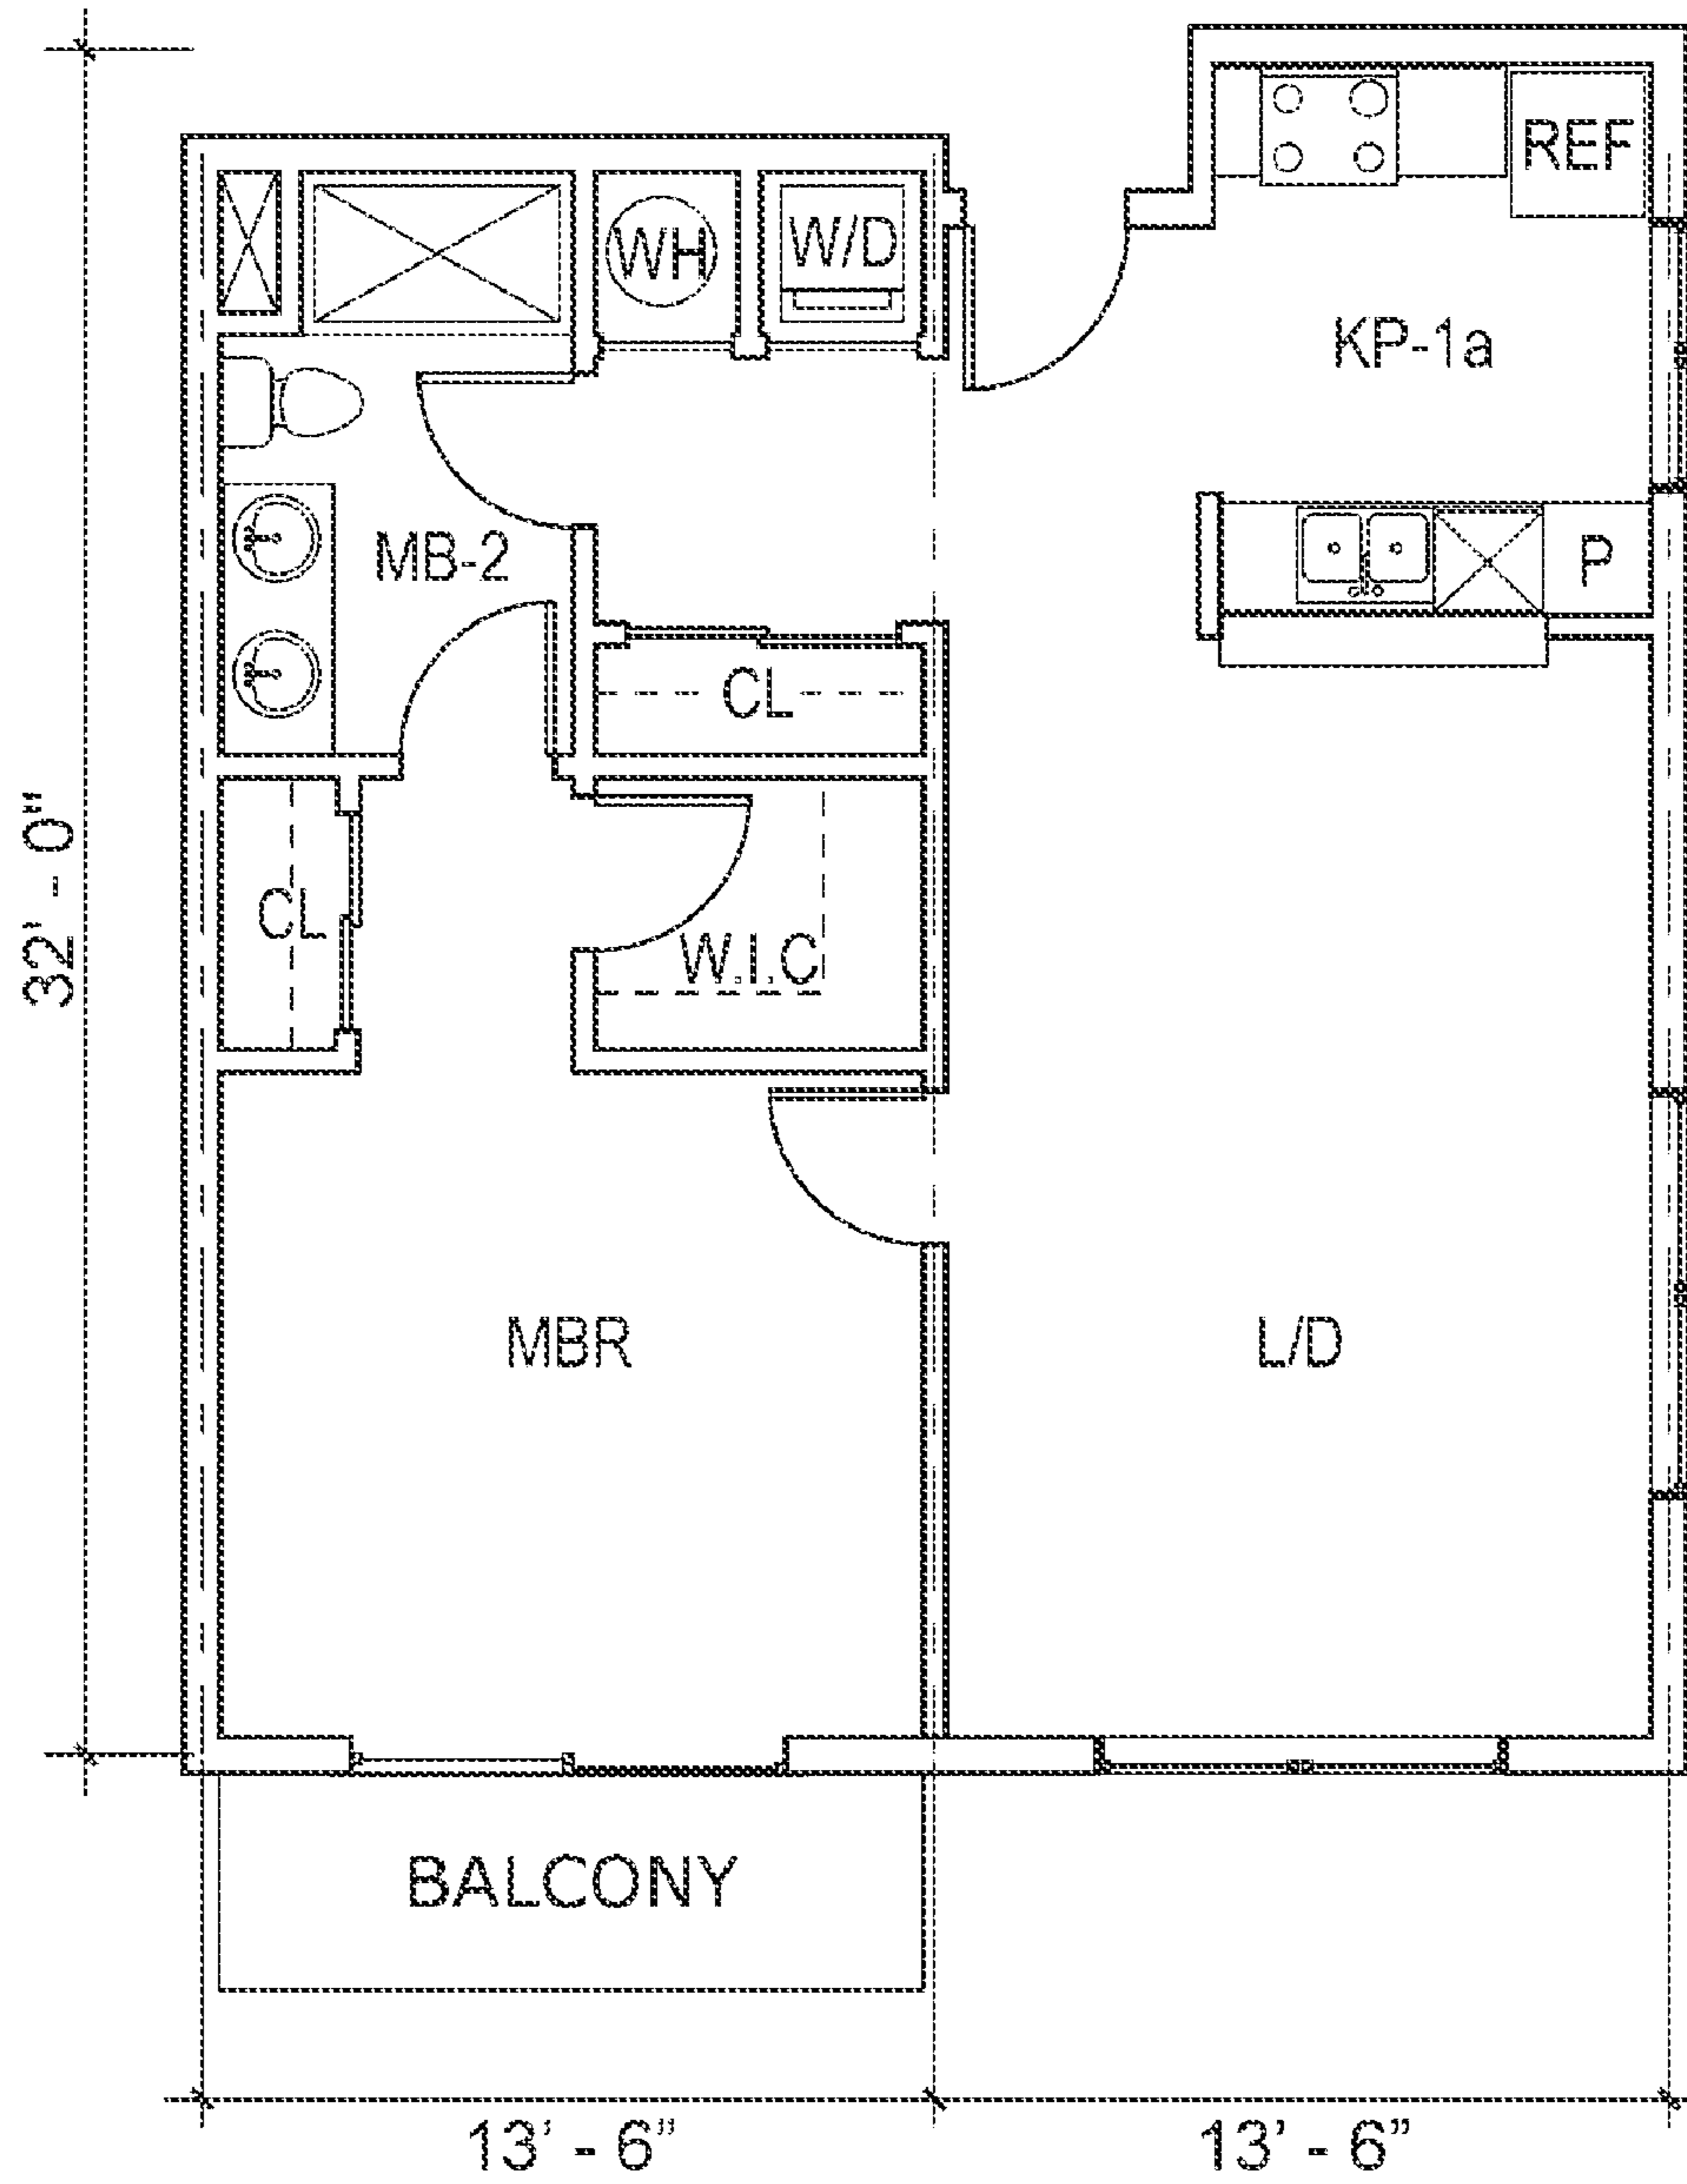 REF
WH
W/D
KP-1a
MB-2
P
CL
32' - 0"
CL
W.I.C
MBR
L/D
BALCONY
13' - 6”
13' - 6”